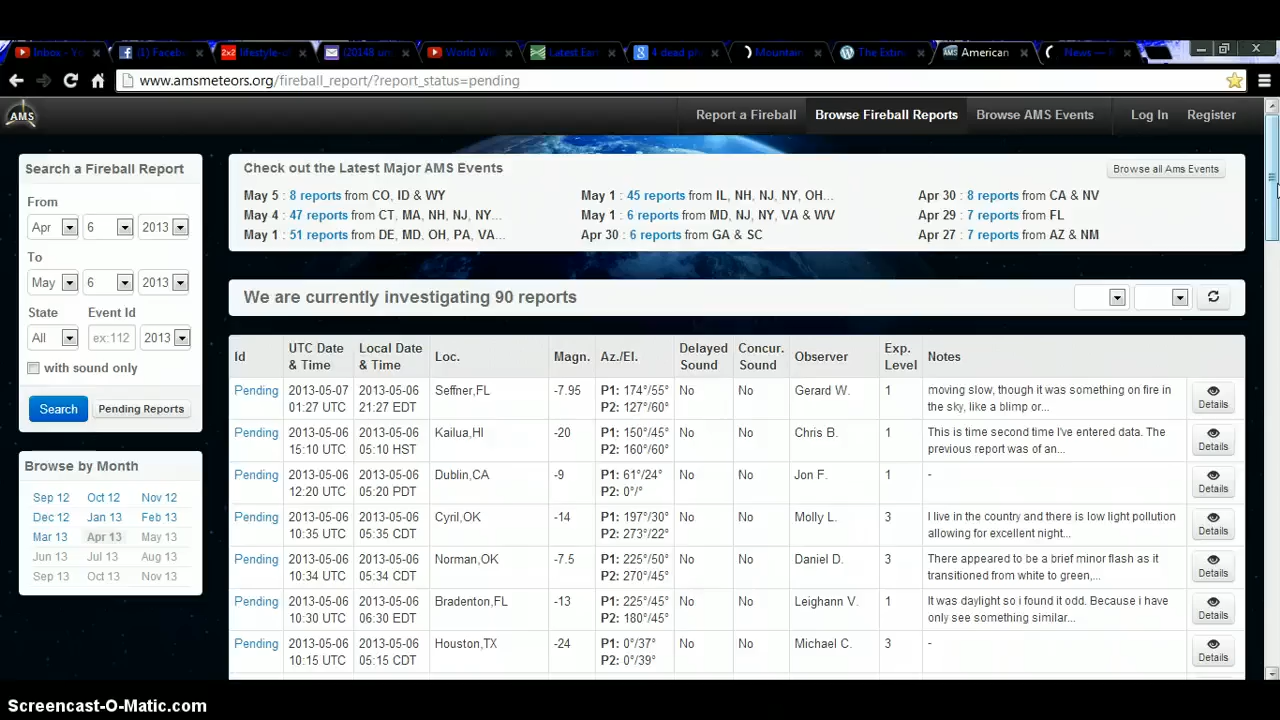 Inbox - Y
(1) Faceb
2x2 lifestyle-
(20148 un
World Wi
Latest Ea
4 dead p
Mountai
The Extin
American
News —
www.amsmeteors.org/fireball_report/?report_status=pending
AMS
Report a Fireball
Browse Fireball Reports
Browse AMS Events
Log In
Register
Search a Fireball Report
From
Apr 6 2013
To
May 6 2013
State Event Id
All ex:112 2013
with sound only
Search Pending Reports
Browse by Month
Sep 12 Oct 12 Nov 12
Dec 12 Jan 13 Feb 13
Mar 13 Apr 13 May 13
Jun 13 Jul 13 Aug 13
Sep 13 Oct 13 Nov 13
Check out the Latest Major AMS Events
Browse all Ams Events
May 5 : 8 reports from CO, ID & WY
May 1 : 45 reports from IL, NH, NJ, NY, OH...
Apr 30 : 8 reports from CA & NV
May 4 : 47 reports from CT, MA, NH, NJ, NY...
May 1 : 6 reports from MD, NJ, NY, VA & WV
Apr 29 : 7 reports from FL
May 1 : 51 reports from DE, MD, OH, PA, VA...
Apr 30 : 6 reports from GA & SC
Apr 27 : 7 reports from AZ & NM
We are currently investigating 90 reports
Id
UTC Date
& Time
Local Date
& Time
Loc.
Magn.
Az./El.
Delayed
Sound
Concur.
Sound
Observer
Exp.
Level
Notes
Pending 2013-05-07 2013-05-06 Seffner,FL -7.95 P1: 174°/55° No No Gerard W. 1 moving slow, though it was something on fire in
01:27 UTC 21:27 EDT P2: 127°/60° the sky, like a blimp or... Details
Pending 2013-05-06 2013-05-06 Kailua,HI -20 P1: 150°/45° No No Chris B. 1 This is time second time I've entered data. The
15:10 UTC 05:10 HST P2: 160°/60° previous report was of an... Details
Pending 2013-05-06 2013-05-06 Dublin,CA -9 P1: 61°/24° No No Jon F. 1 -
12:20 UTC 05:20 PDT P2: 0°/° Details
Pending 2013-05-06 2013-05-06 Cyril,OK -14 P1: 197°/30° No No Molly L. 3 I live in the country and there is low light pollution
10:35 UTC 05:35 CDT P2: 273°/22° allowing for excellent night... Details
Pending 2013-05-06 2013-05-06 Norman,OK -7.5 P1: 225°/50° No No Daniel D. 3 There appeared to be a brief minor flash as it
10:34 UTC 05:34 CDT P2: 270°/45° transitioned from white to green,... Details
Pending 2013-05-06 2013-05-06 Bradenton,FL -13 P1: 225°/45° No No Leighann V. 1 It was daylight so i found it odd. Because i have
10:30 UTC 06:30 EDT P2: 180°/45° only see something similar... Details
Pending 2013-05-06 2013-05-06 Houston,TX -24 P1: 0°/37° No No Michael C. 3 -
10:15 UTC 05:15 CDT P2: 0°/39° Details
Screencast-O-Matic.com